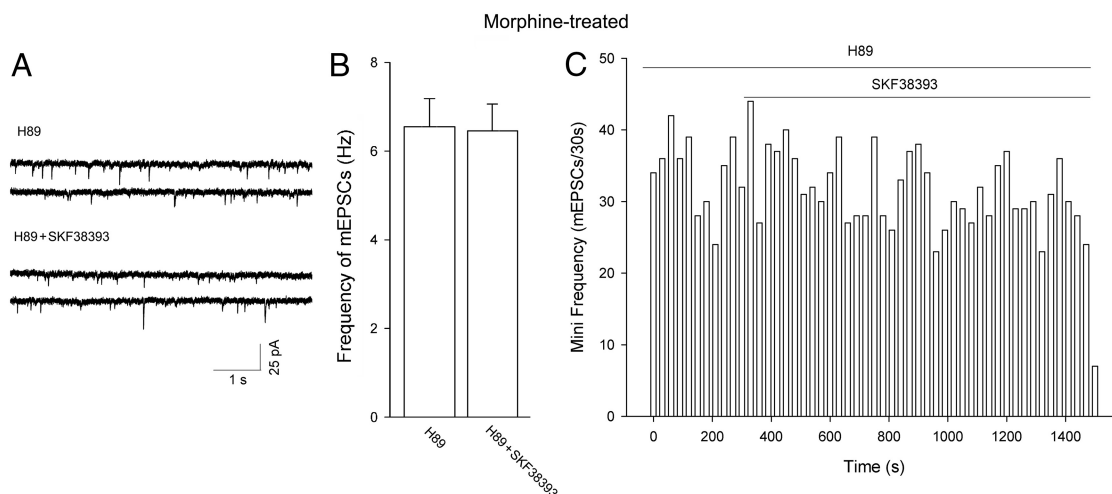 Morphine-treated
A
H89
H89+SKF38393
25 pA
1 s
B
Frequency of mEPSCs (Hz)
8
6
4
2
0
H89
H89+SKF38393
C
H89
SKF38393
Mini Frequency (mEPSCs/30s)
50
40
30
20
10
0
0 200 400 600 800 1000 1200 1400
Time (s)